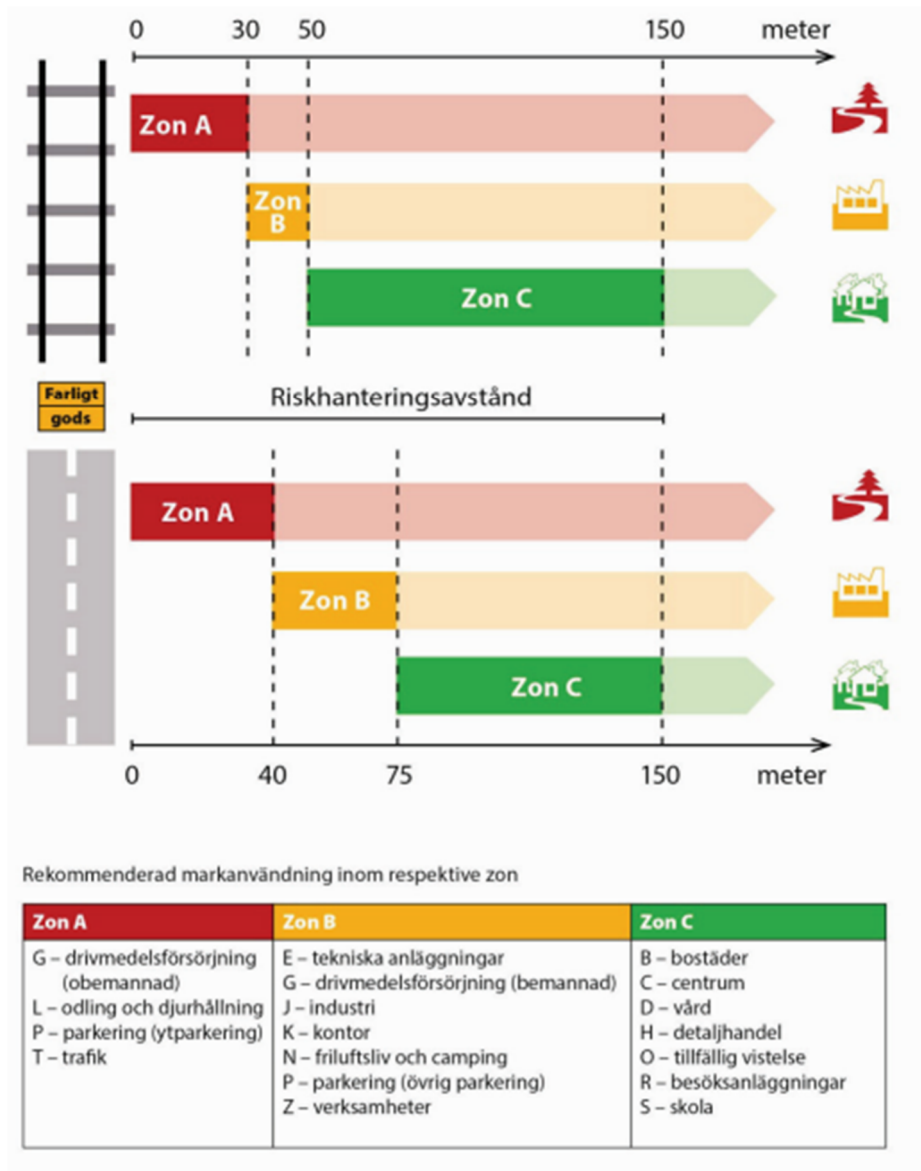 0 30 50 150 meter
Zon A
Zon
B
Zon C
Farligt
gods
Riskhanteringsavstånd
Zon A
Zon B
Zon C
0 40 75 150 meter
Rekommenderad markanvändning inom respektive zon
Zon A
G – drivmedelsförsörjning
(obemannad)
L – odling och djurhållning
P – parkering (ytparkering)
T – trafik
Zon B
E – tekniska anläggningar
G – drivmedelsförsörjning (bemannad)
J – industri
K – kontor
N – friluftsliv och camping
P – parkering (övrig parkering)
Z – verksamheter
Zon C
B – bostäder
C – centrum
D – vård
H – detaljhandel
O – tillfällig vistelse
R – besöksanläggningar
S – skola